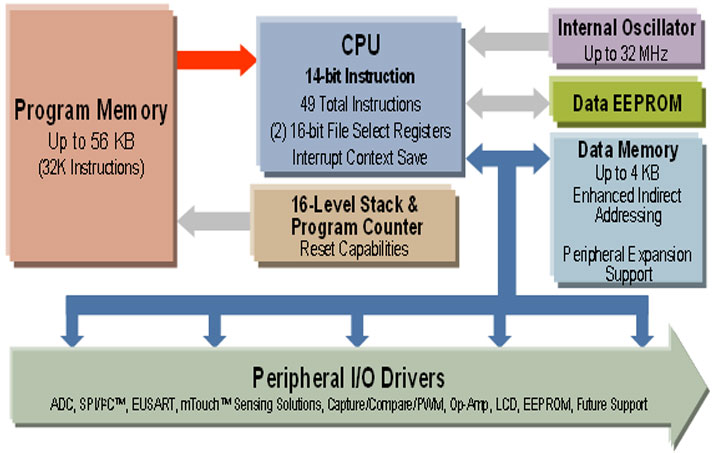 Program Memory
Up to 56 KB
(32K Instructions)
CPU
14-bit Instruction
49 Total Instructions
(2) 16-bit File Select Registers
Interrupt Context Save
16-Level Stack &
Program Counter
Reset Capabilities
Internal Oscillator
Up to 32 MHz
Data EEPROM
Data Memory
Up to 4 KB
Enhanced Indirect
Addressing
Peripheral Expansion
Support
Peripheral I/O Drivers
ADC, SPI/I²C™, EUSART, mTouch™ Sensing Solutions, Capture/Compare/PWM, Op-Amp, LCD, EEPROM, Future Support